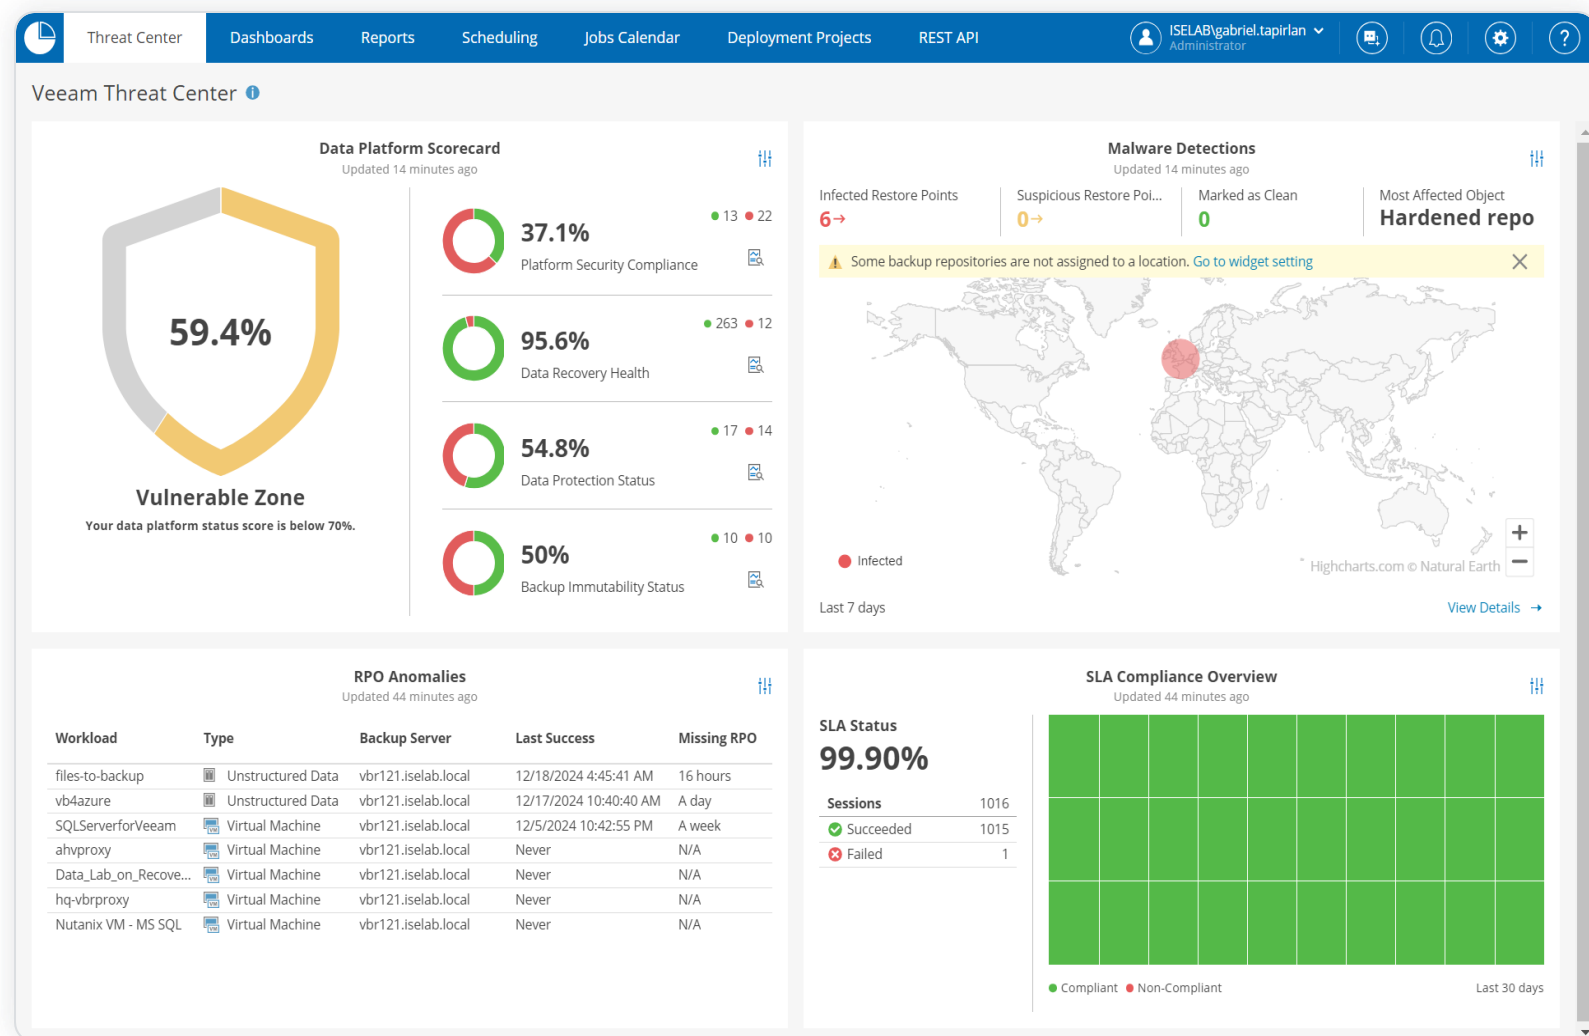 Threat Center Dashboards Reports Scheduling Jobs Calendar Deployment Projects REST API ISELAB\gabriel.tapirlan
Administrator
Veeam Threat Center
Data Platform Scorecard
Updated 14 minutes ago
59.4%
Vulnerable Zone
Your data platform status score is below 70%.
13 22
37.1%
Platform Security Compliance
263 12
95.6%
Data Recovery Health
17 14
54.8%
Data Protection Status
10 10
50%
Backup Immutability Status
Malware Detections
Updated 14 minutes ago
Infected Restore Points Suspicious Restore Poi... Marked as Clean Most Affected Object
6→ 0→ 0 Hardened repo
Some backup repositories are not assigned to a location. Go to widget setting
+
−
Infected
Highcharts.com © Natural Earth
Last 7 days View Details →
RPO Anomalies
Updated 44 minutes ago
Workload Type Backup Server Last Success Missing RPO
files-to-backup Unstructured Data vbr121.iselab.local 12/18/2024 4:45:41 AM 16 hours
vb4azure Unstructured Data vbr121.iselab.local 12/17/2024 10:40:40 AM A day
SQLServerforVeeam Virtual Machine vbr121.iselab.local 12/5/2024 10:42:55 PM A week
ahvproxy Virtual Machine vbr121.iselab.local Never N/A
Data_Lab_on_Recove... Virtual Machine vbr121.iselab.local Never N/A
hq-vbrproxy Virtual Machine vbr121.iselab.local Never N/A
Nutanix VM - MS SQL Virtual Machine vbr121.iselab.local Never N/A
SLA Compliance Overview
Updated 44 minutes ago
SLA Status
99.90%
Sessions 1016
Succeeded 1015
Failed 1
Compliant Non-Compliant Last 30 days